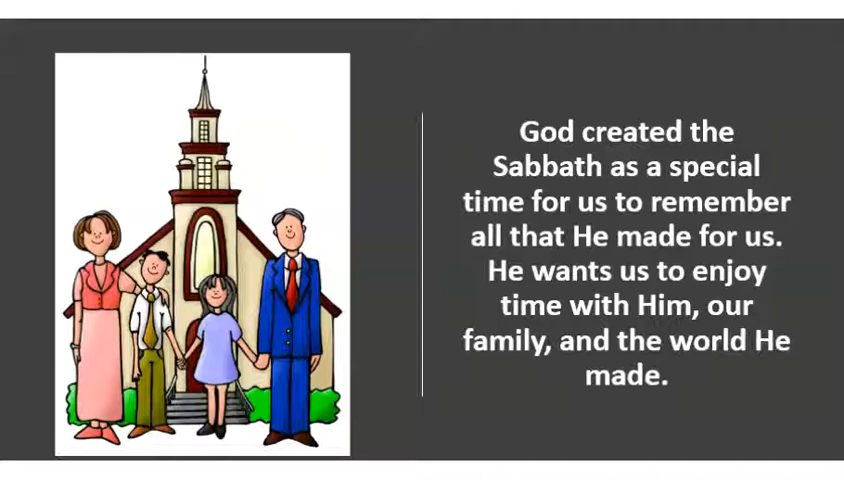 God created the
Sabbath as a special
time for us to remember
all that He made for us.
He wants us to enjoy
time with Him, our
family, and the world He
made.